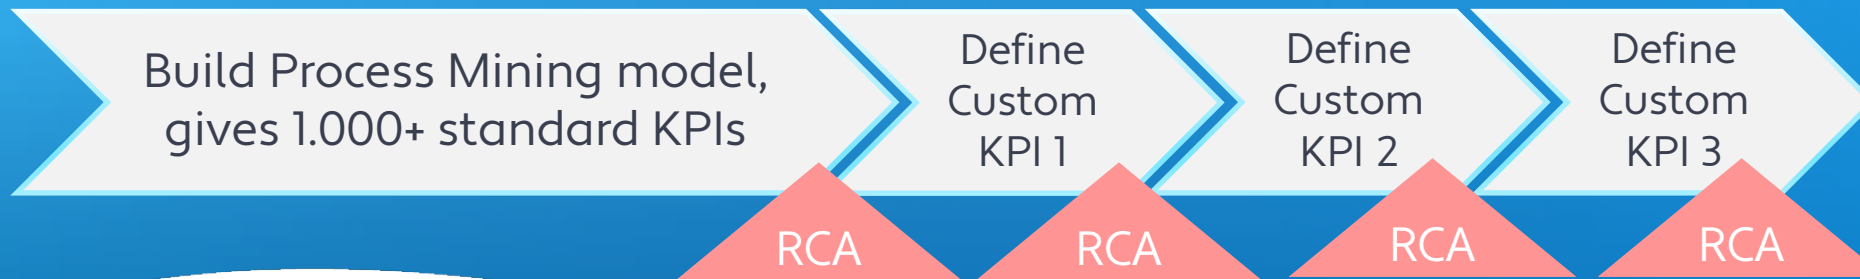 Build Process Mining model,
gives 1.000+ standard KPIs
Define
Custom
KPI 1
Define
Custom
KPI 2
Define
Custom
KPI 3
RCA
RCA
RCA
RCA